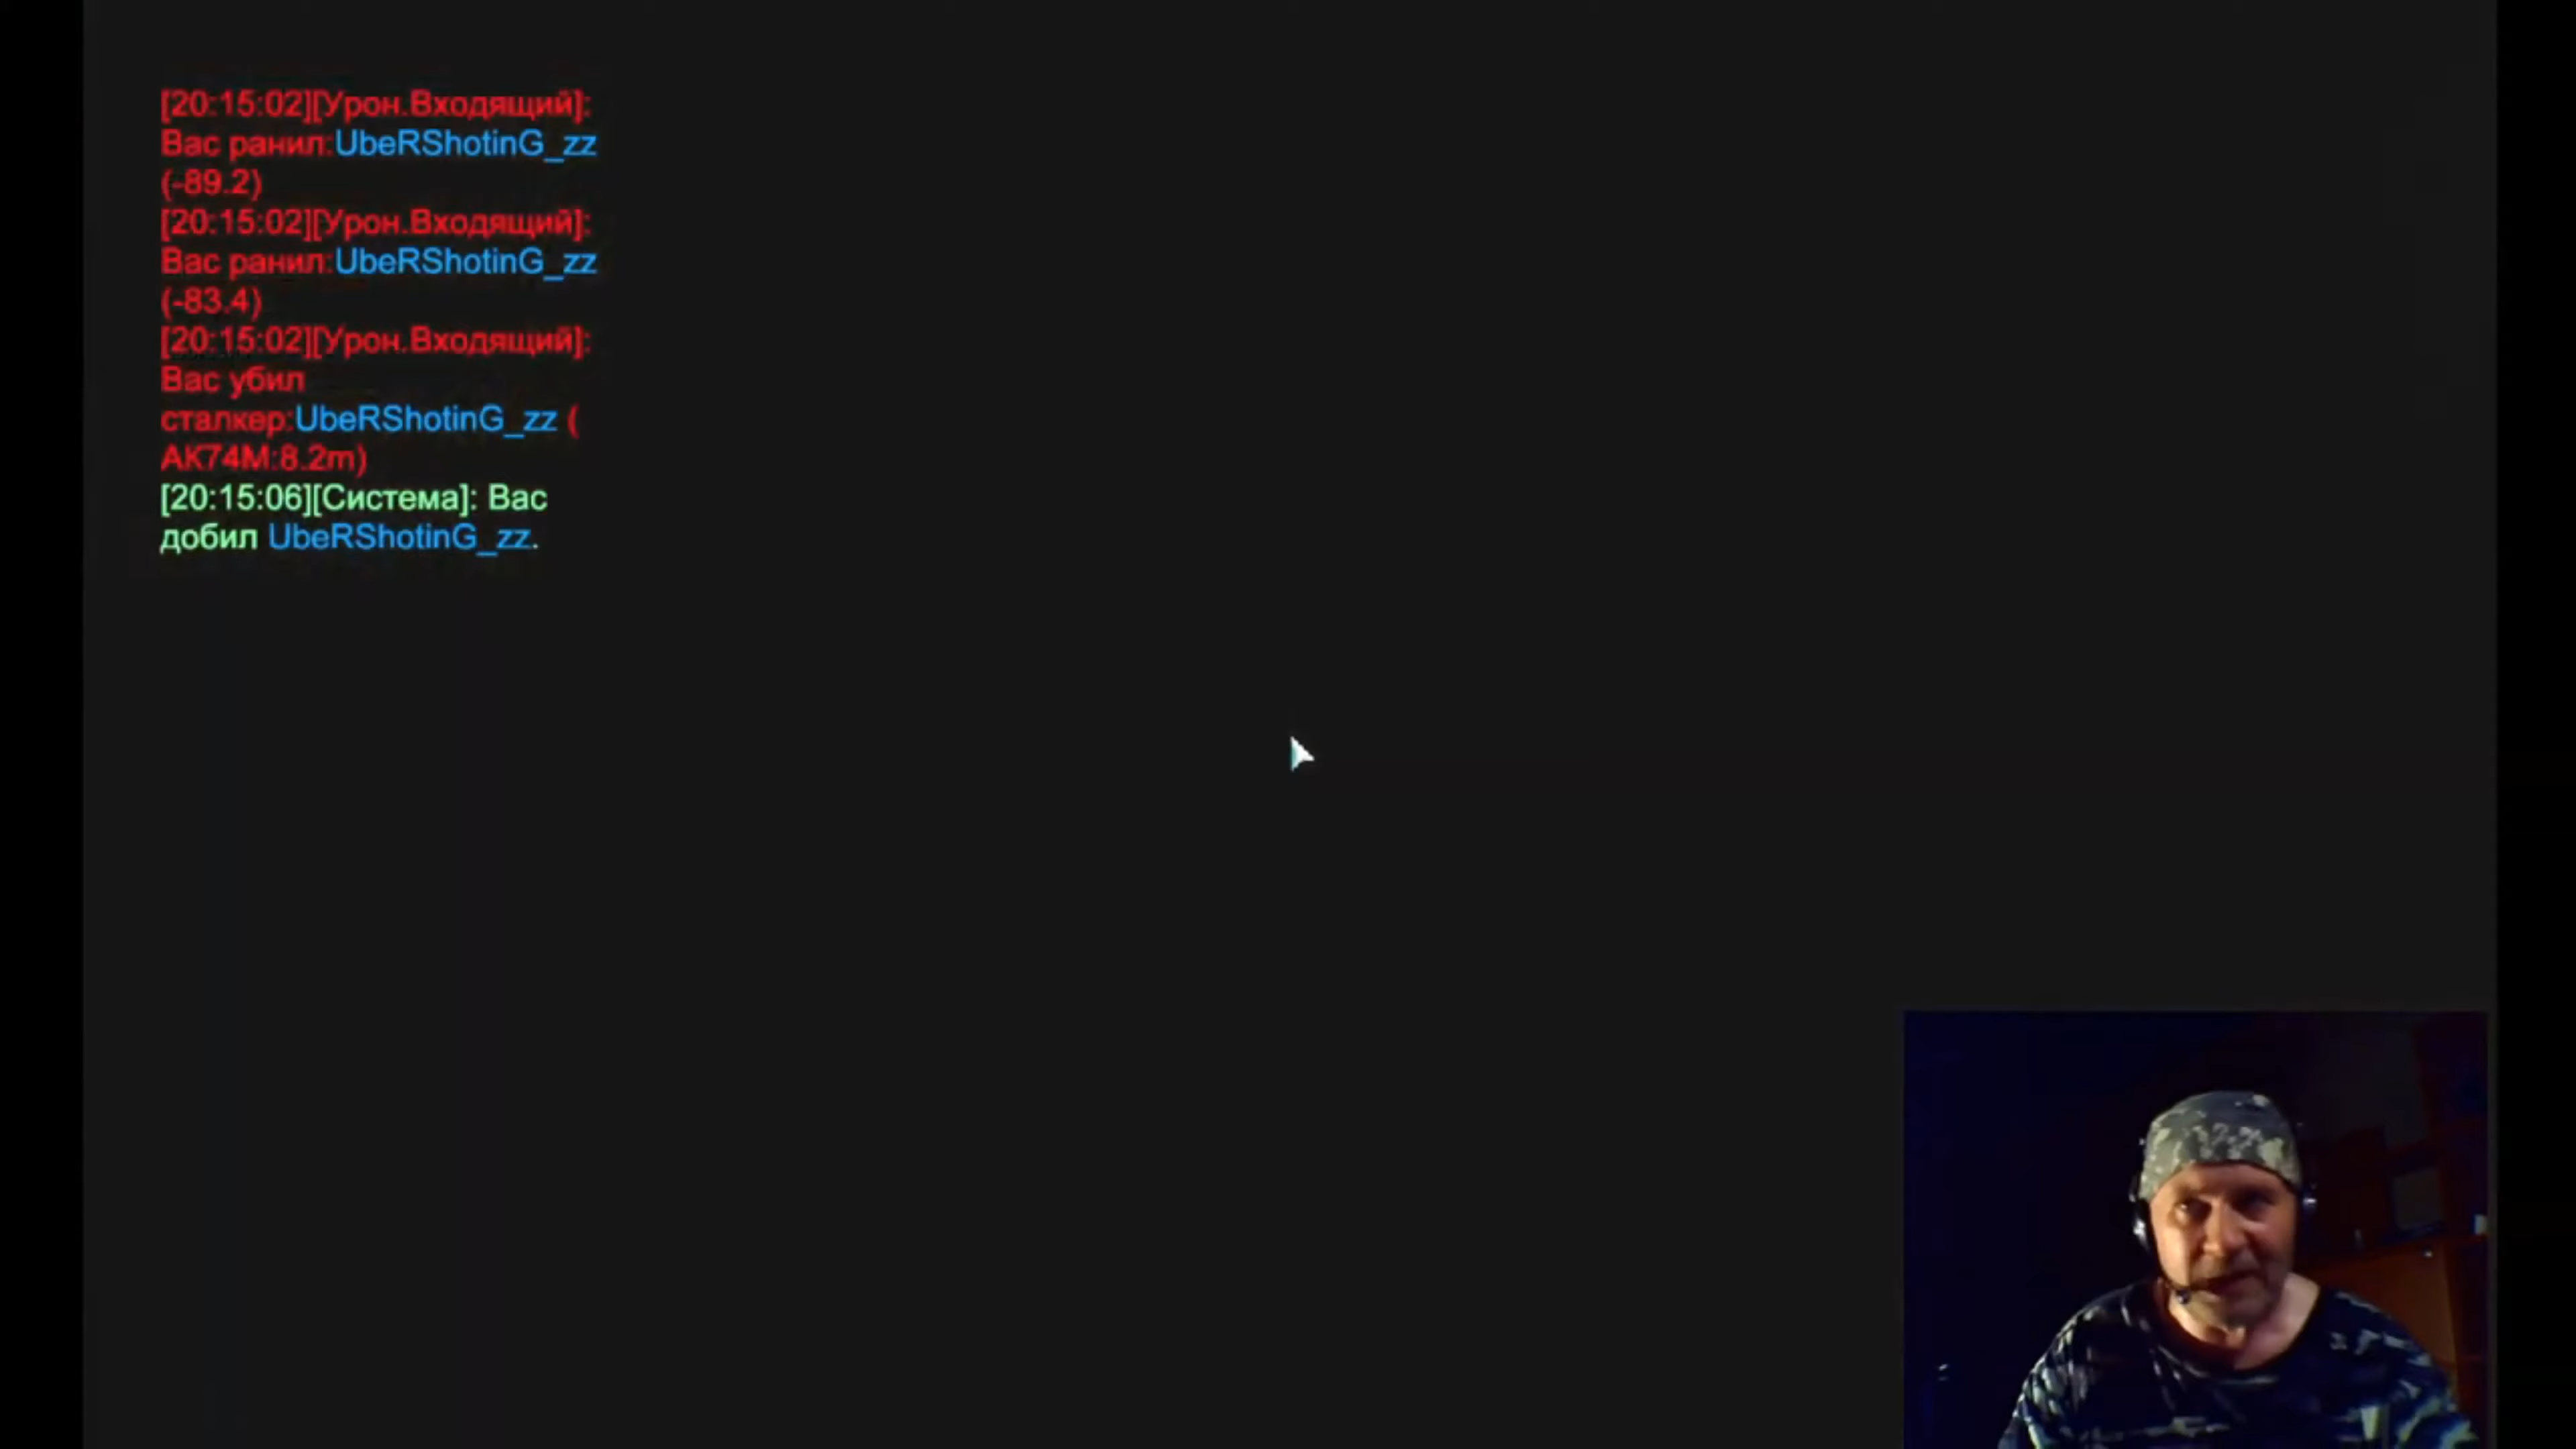 [20:15:02][Урон.Входящий]:
Вас ранил:UbeRShotinG_zz
(-89.2)
[20:15:02][Урон.Входящий]:
Вас ранил:UbeRShotinG_zz
(-83.4)
[20:15:02][Урон.Входящий]:
Вас убил
сталкер:UbeRShotinG_zz (
AK74M:8.2m)
[20:15:06][Система]: Вас
добил UbeRShotinG_zz.